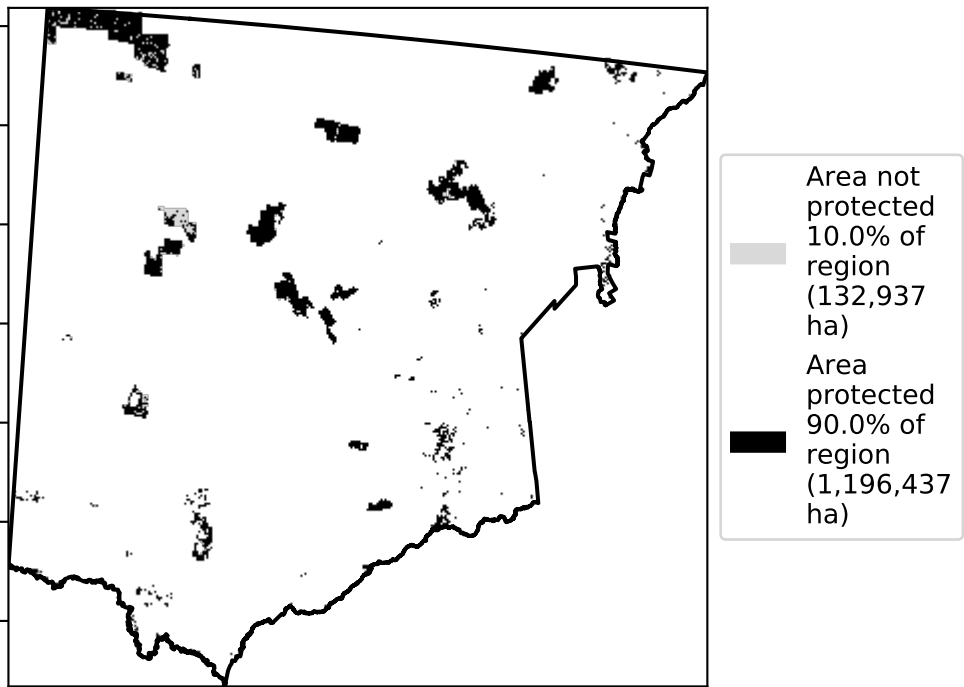 Area not
protected
10.0% of
region
(132,937
ha)
Area
protected
90.0% of
region
(1,196,437
ha)